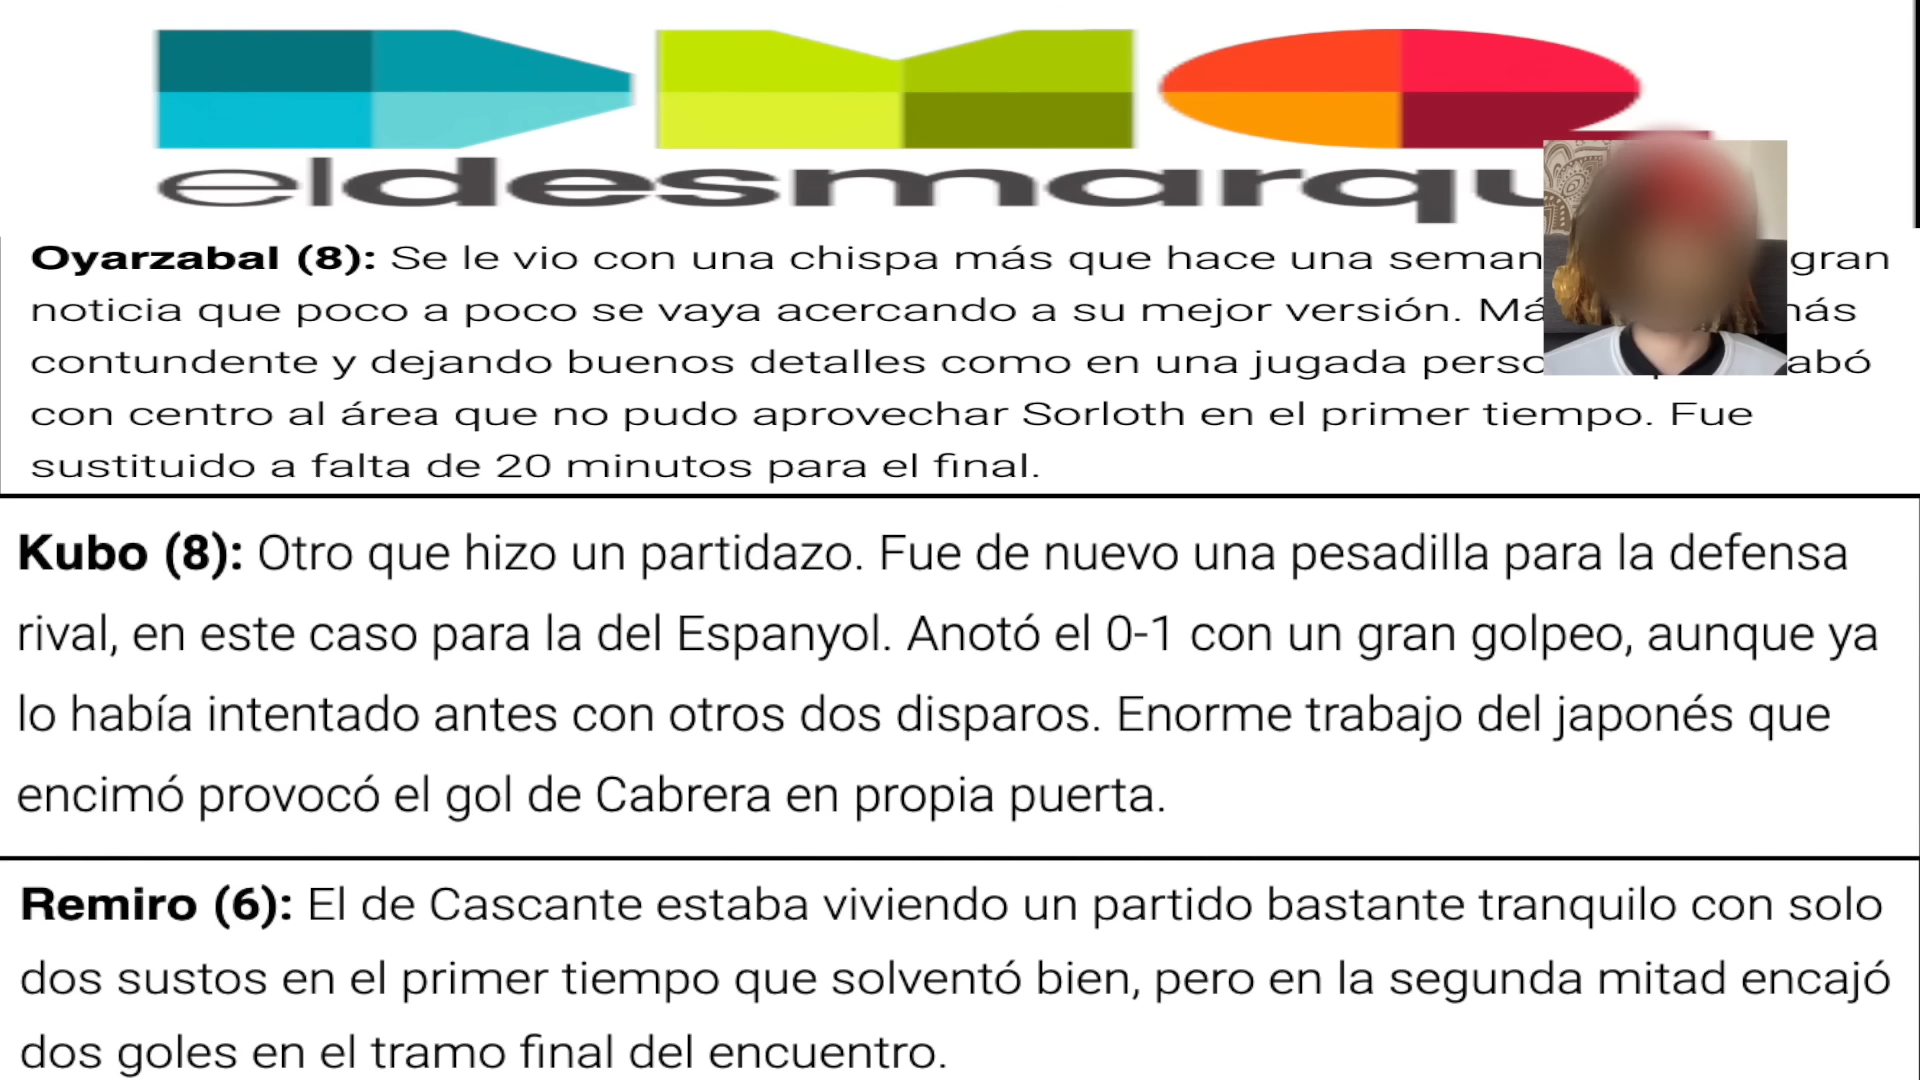 eldesmarqu
Oyarzabal (8): Se le vio con una chispa más que hace una seman gran
noticia que poco a poco se vaya acercando a su mejor versión. Má más
contundente y dejando buenos detalles como en una jugada perso abó
con centro al área que no pudo aprovechar Sorloth en el primer tiempo. Fue
sustituido a falta de 20 minutos para el final.
Kubo (8): Otro que hizo un partidazo. Fue de nuevo una pesadilla para la defensa
rival, en este caso para la del Espanyol. Anotó el 0-1 con un gran golpeo, aunque ya
lo había intentado antes con otros dos disparos. Enorme trabajo del japonés que
encimó provocó el gol de Cabrera en propia puerta.
Remiro (6): El de Cascante estaba viviendo un partido bastante tranquilo con solo
dos sustos en el primer tiempo que solventó bien, pero en la segunda mitad encajó
dos goles en el tramo final del encuentro.